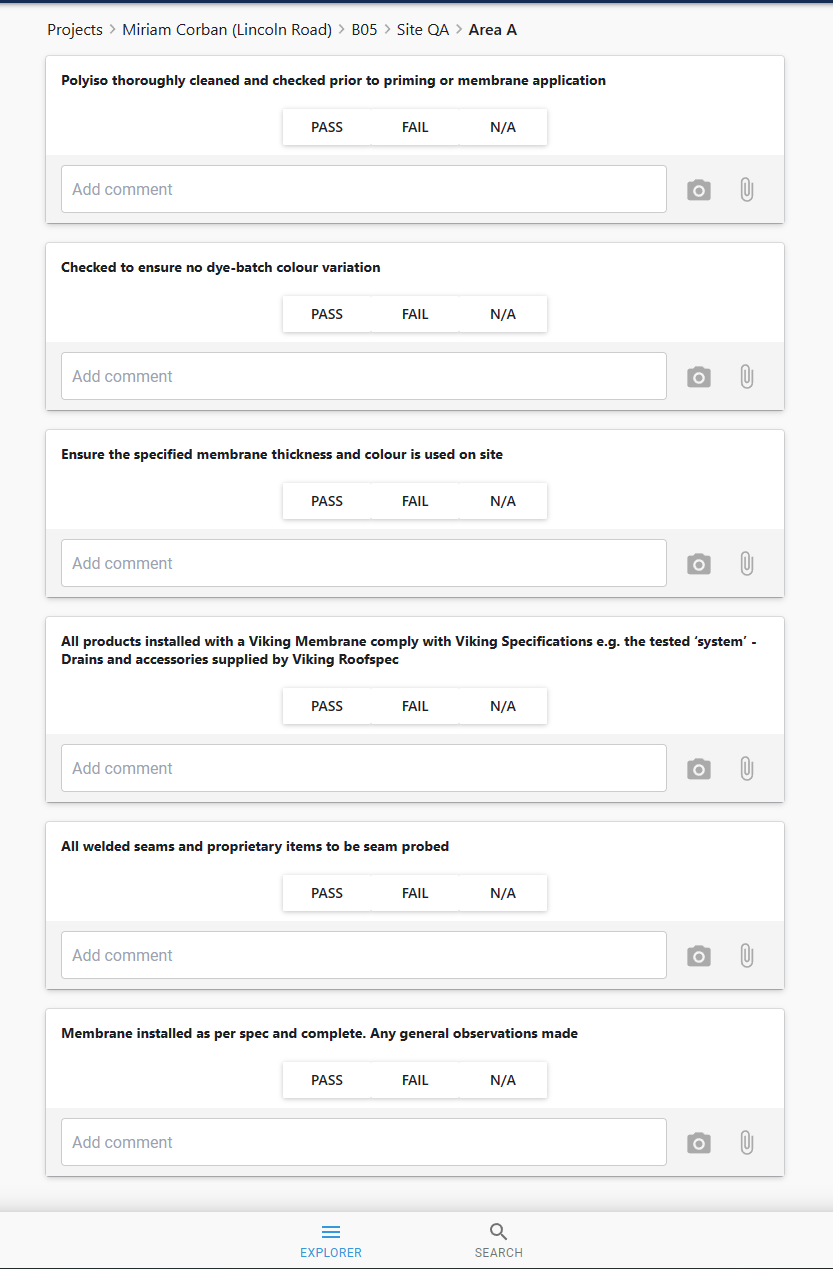 Projects > Miriam Corban (Lincoln Road) > B05 > Site QA > Area A
Polyiso thoroughly cleaned and checked prior to priming or membrane application
PASS FAIL N/A
Add comment
Checked to ensure no dye-batch colour variation
PASS FAIL N/A
Add comment
Ensure the specified membrane thickness and colour is used on site
PASS FAIL N/A
Add comment
All products installed with a Viking Membrane comply with Viking Specifications e.g. the tested ‘system’ -
Drains and accessories supplied by Viking Roofspec
PASS FAIL N/A
Add comment
All welded seams and proprietary items to be seam probed
PASS FAIL N/A
Add comment
Membrane installed as per spec and complete. Any general observations made
PASS FAIL N/A
Add comment
EXPLORER SEARCH